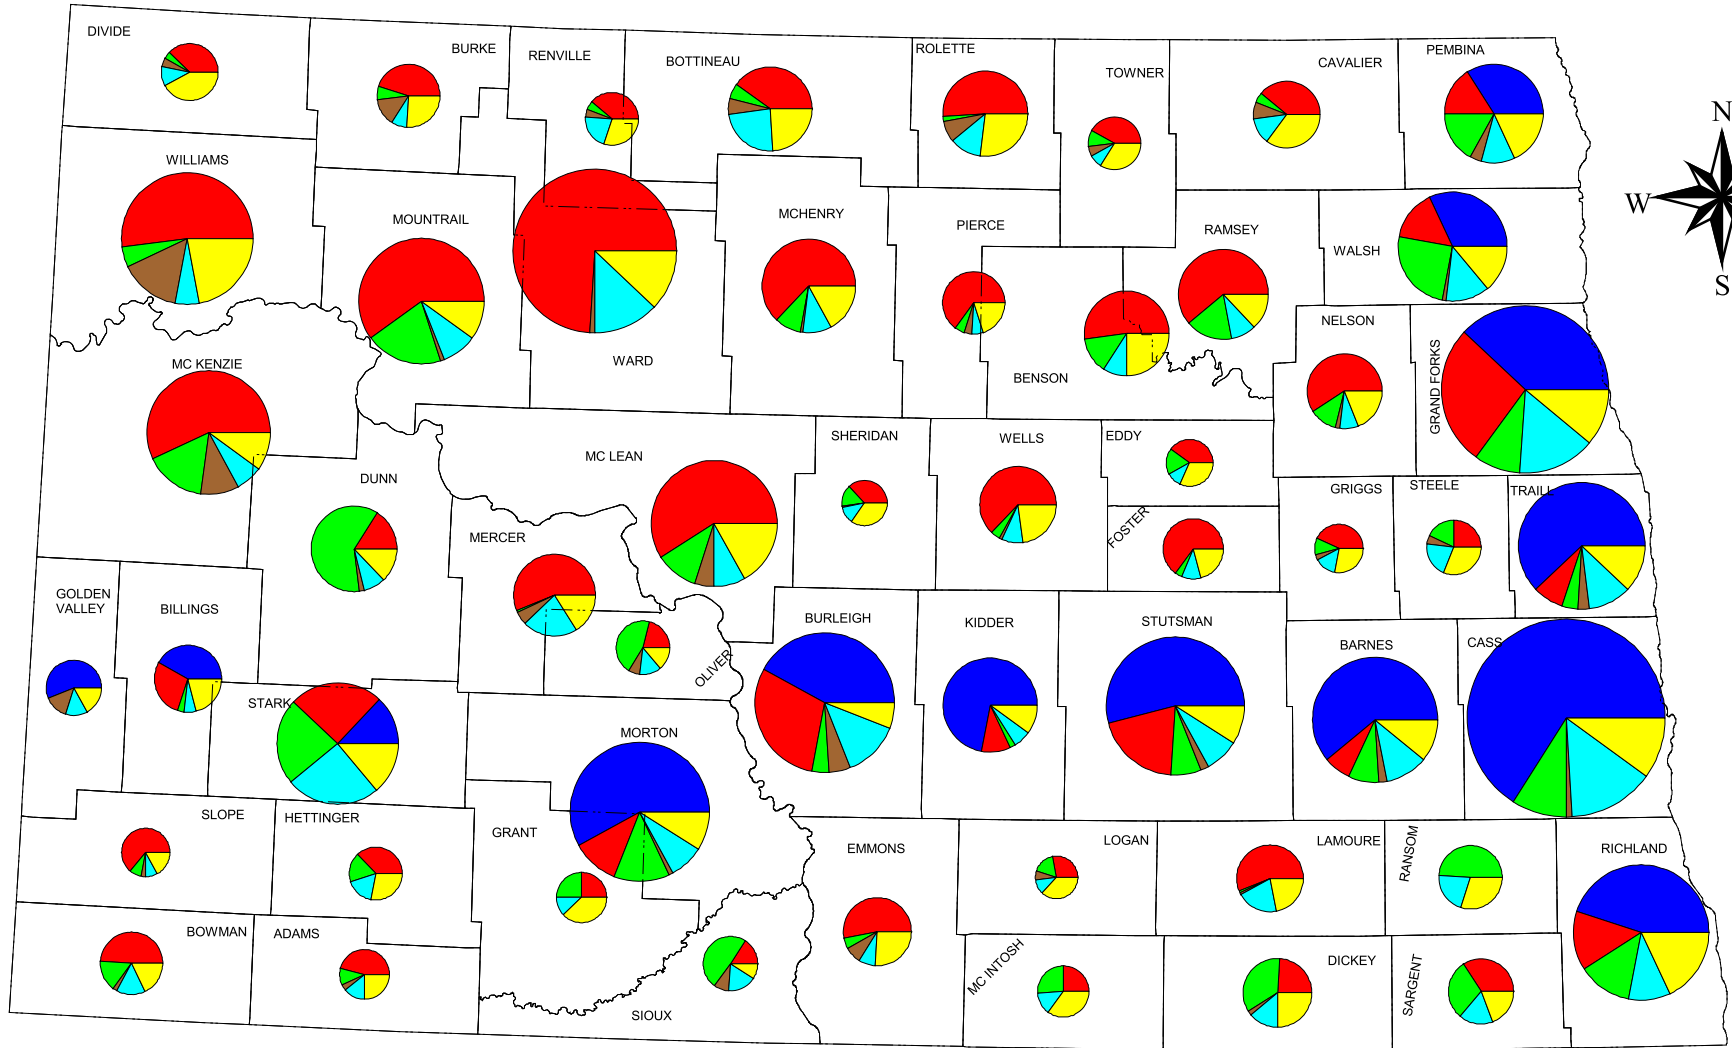 DIVIDE
BURKE
RENVILLE
BOTTINEAU
ROLETTE
TOWNER
CAVALIER
PEMBINA
N
WILLIAMS
MOUNTRAIL
MCHENRY
PIERCE
RAMSEY
WALSH
W
S
MC KENZIE
WARD
BENSON
NELSON
GRAND FORKS
DUNN
MC LEAN
SHERIDAN
WELLS
EDDY
FOSTER
GRIGGS
STEELE
TRAILL
MERCER
GOLDEN
VALLEY
BILLINGS
OLIVER
BURLEIGH
KIDDER
STUTSMAN
BARNES
CASS
STARK
MORTON
SLOPE
HETTINGER
GRANT
EMMONS
LOGAN
LAMOURE
RANSOM
RICHLAND
BOWMAN
ADAMS
SIOUX
MC INTOSH
DICKEY
SARGENT